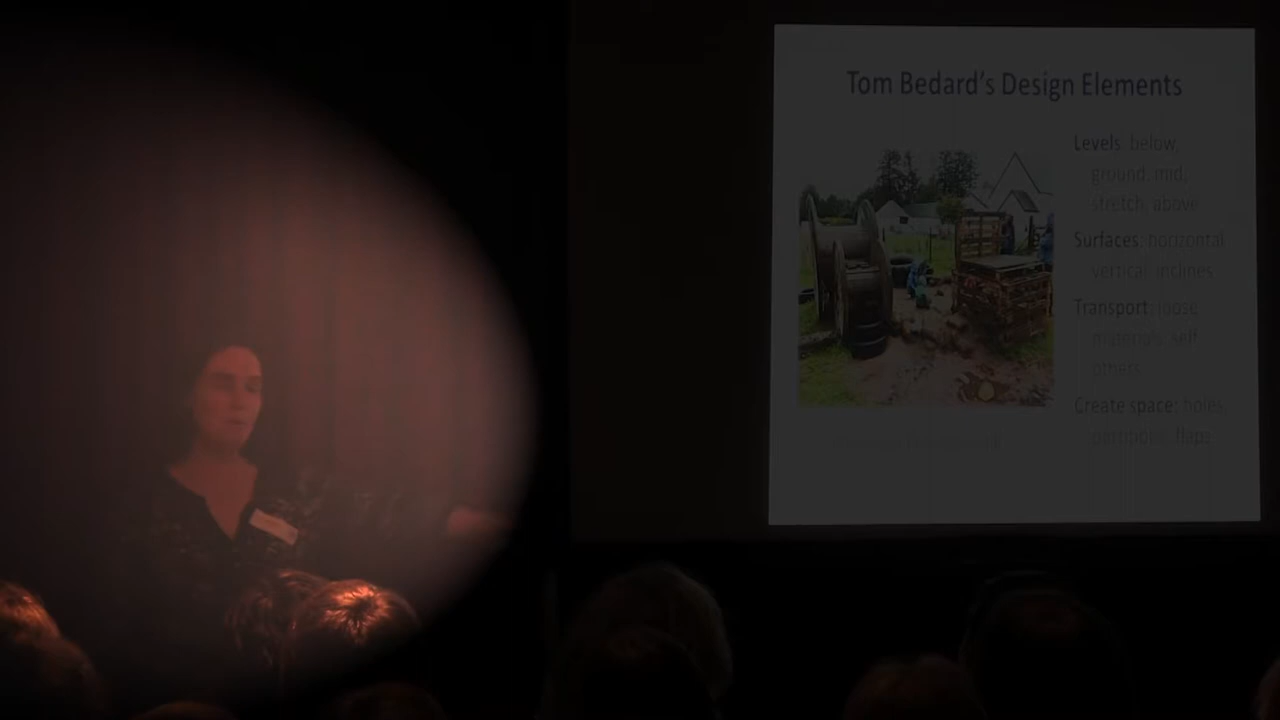 Tom Bedard's Design Elements
Levels: below,
ground, mid,
stretch, above
Surfaces: horizontal
vertical, inclines
Transport: loose
materials, self
others
Create space: holes,
flaps